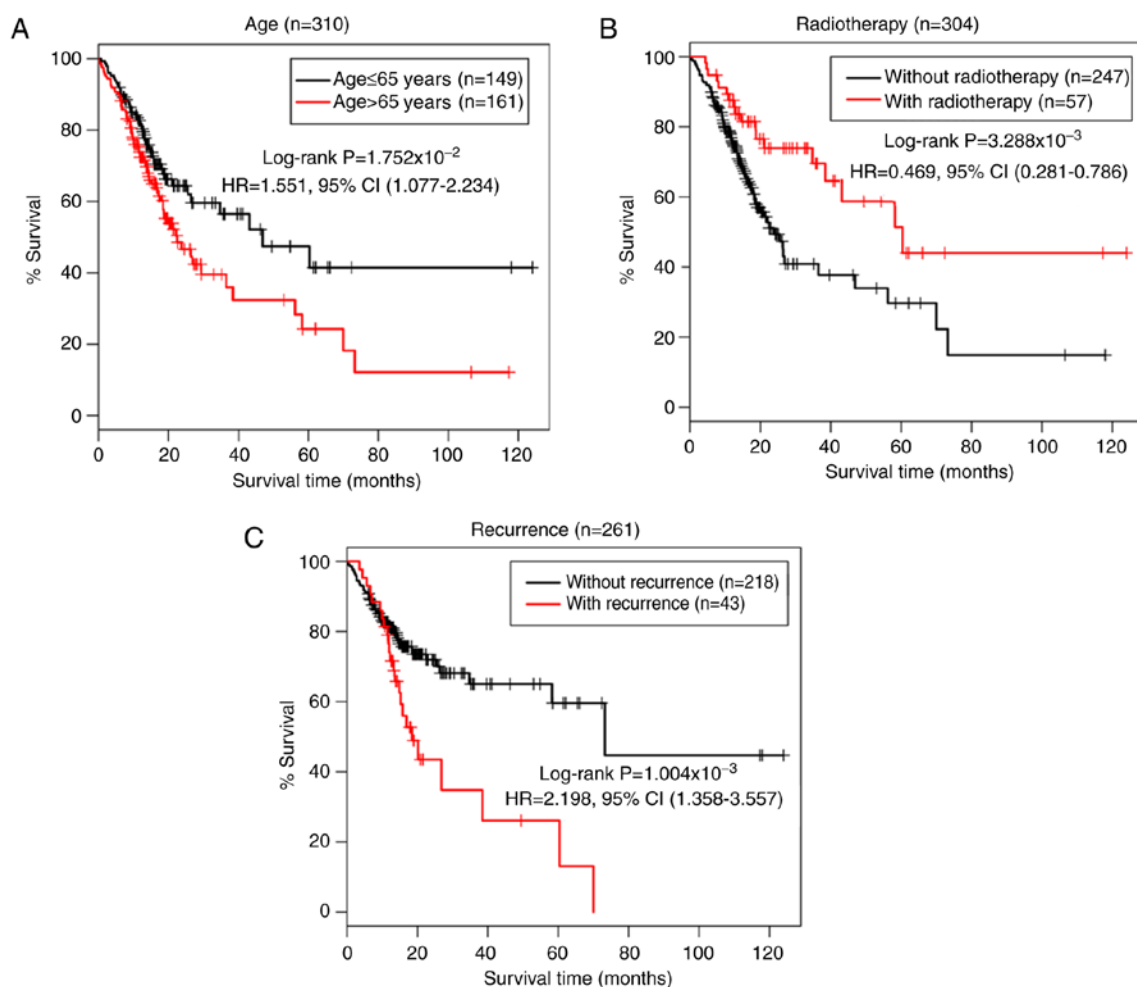 A
Age (n=310)
100
80
60
40
20
0
% Survival
Age≤65 years (n=149)
Age>65 years (n=161)
Log-rank P=1.752x10⁻²
HR=1.551, 95% CI (1.077-2.234)
0 20 40 60 80 100 120
Survival time (months)
B
Radiotherapy (n=304)
100
80
60
40
20
0
% Survival
Without radiotherapy (n=247)
With radiotherapy (n=57)
Log-rank P=3.288x10⁻³
HR=0.469, 95% CI (0.281-0.786)
0 20 40 60 80 100 120
Survival time (months)
C
Recurrence (n=261)
100
80
60
40
20
0
% Survival
Without recurrence (n=218)
With recurrence (n=43)
Log-rank P=1.004x10⁻³
HR=2.198, 95% CI (1.358-3.557)
0 20 40 60 80 100 120
Survival time (months)